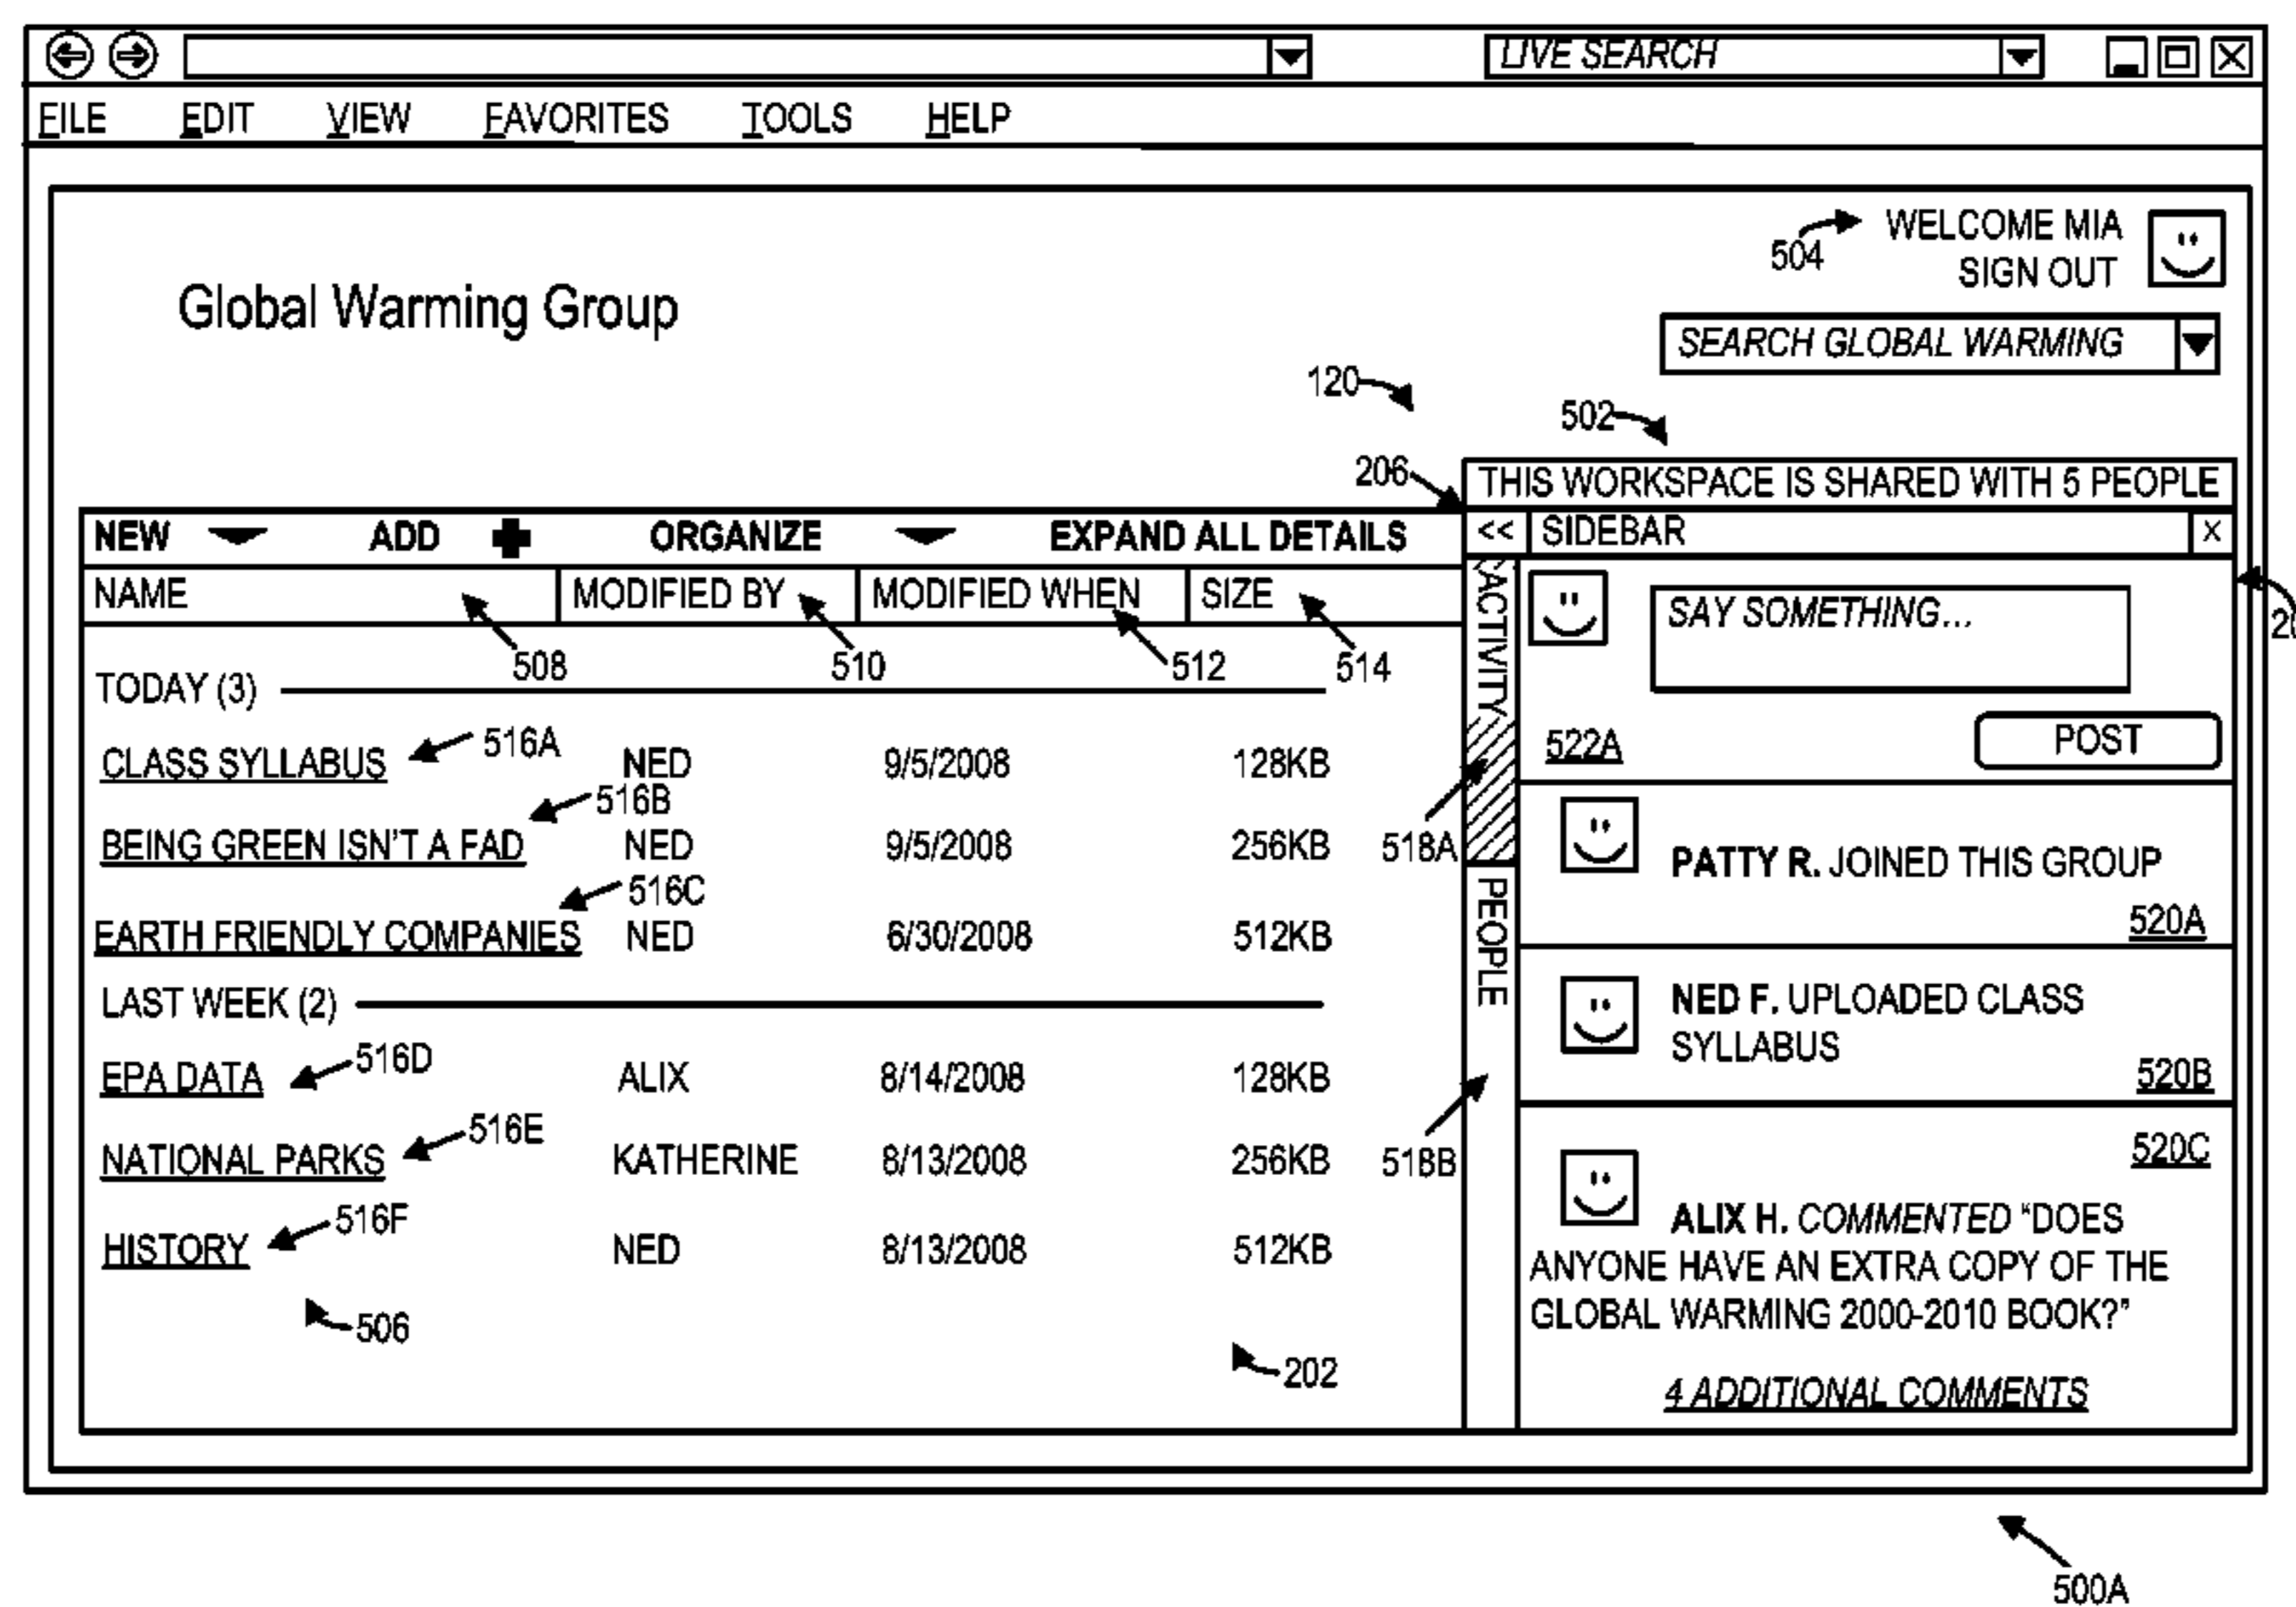 LIVE SEARCH
FILE EDIT VIEW FAVORITES TOOLS HELP
504 WELCOME MIA
SIGN OUT
Global Warming Group
SEARCH GLOBAL WARMING
120
502
206
THIS WORKSPACE IS SHARED WITH 5 PEOPLE
NEW ADD ORGANIZE EXPAND ALL DETAILS
<< SIDEBAR X
NAME MODIFIED BY MODIFIED WHEN SIZE
508 510 512 514
TODAY (3)
CLASS SYLLABUS 516A NED 9/5/2008 128KB
BEING GREEN ISN'T A FAD 516B NED 9/5/2008 256KB
EARTH FRIENDLY COMPANIES 516C NED 6/30/2008 512KB
LAST WEEK (2)
EPA DATA 516D ALIX 8/14/2008 128KB
NATIONAL PARKS 516E KATHERINE 8/13/2008 256KB
HISTORY 516F NED 8/13/2008 512KB
506
202
ACTIVITY
518A
PEOPLE
518B
SAY SOMETHING...
522A POST
PATTY R. JOINED THIS GROUP
520A
NED F. UPLOADED CLASS
SYLLABUS
520B
520C
ALIX H. COMMENTED "DOES
ANYONE HAVE AN EXTRA COPY OF THE
GLOBAL WARMING 2000-2010 BOOK?"
4 ADDITIONAL COMMENTS
500A